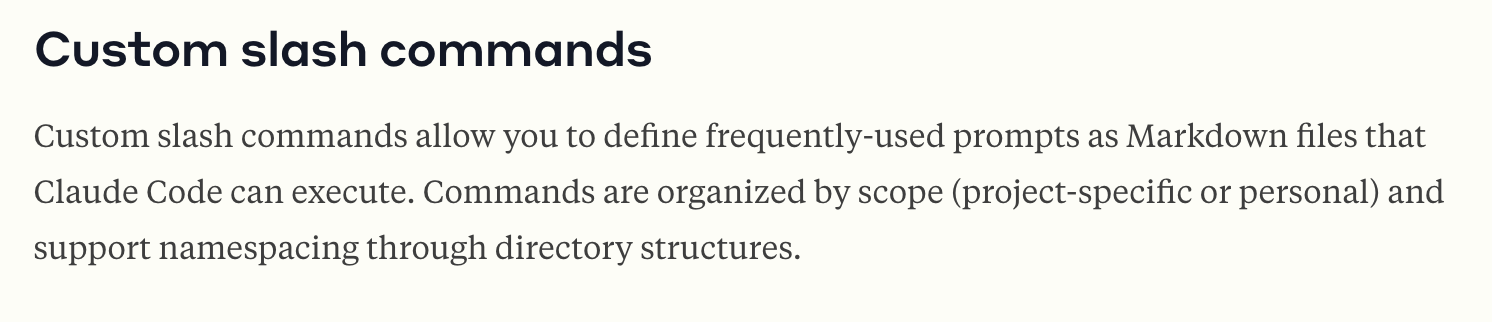 Custom slash commands
Custom slash commands allow you to define frequently-used prompts as Markdown files that
Claude Code can execute. Commands are organized by scope (project-specific or personal) and
support namespacing through directory structures.